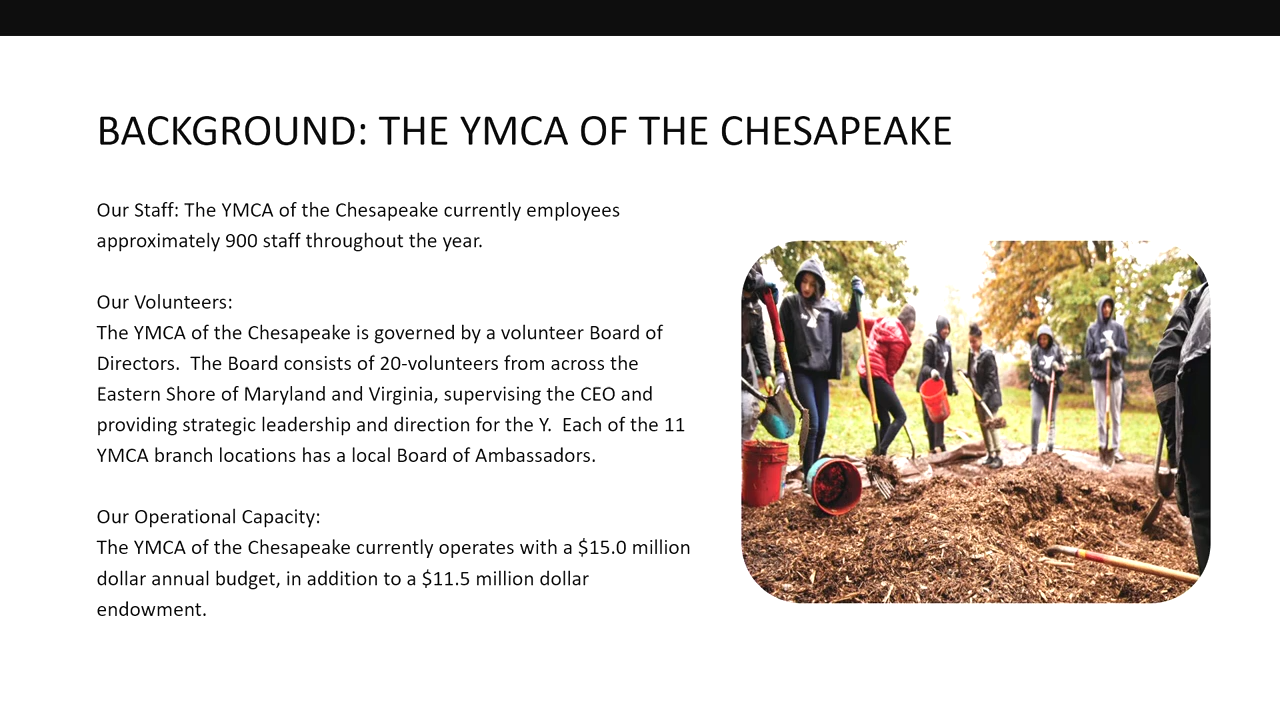 BACKGROUND: THE YMCA OF THE CHESAPEAKE
Our Staff: The YMCA of the Chesapeake currently employees
approximately 900 staff throughout the year.
Our Volunteers:
The YMCA of the Chesapeake is governed by a volunteer Board of
Directors.  The Board consists of 20-volunteers from across the
Eastern Shore of Maryland and Virginia, supervising the CEO and
providing strategic leadership and direction for the Y.  Each of the 11
YMCA branch locations has a local Board of Ambassadors.
Our Operational Capacity:
The YMCA of the Chesapeake currently operates with a $15.0 million
dollar annual budget, in addition to a $11.5 million dollar
endowment.